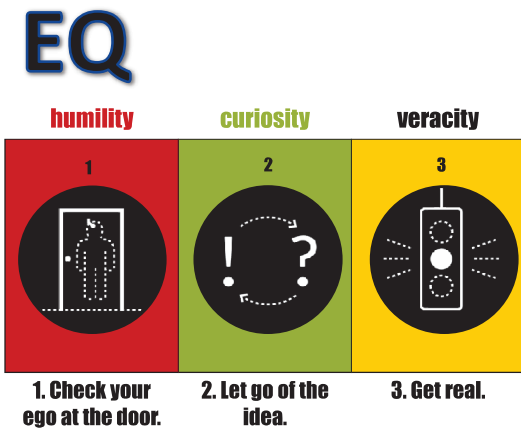 EQ
humility
curiosity
veracity
1
2
3
! ?
1. Check your
ego at the door.
2. Let go of the
idea.
3. Get real.